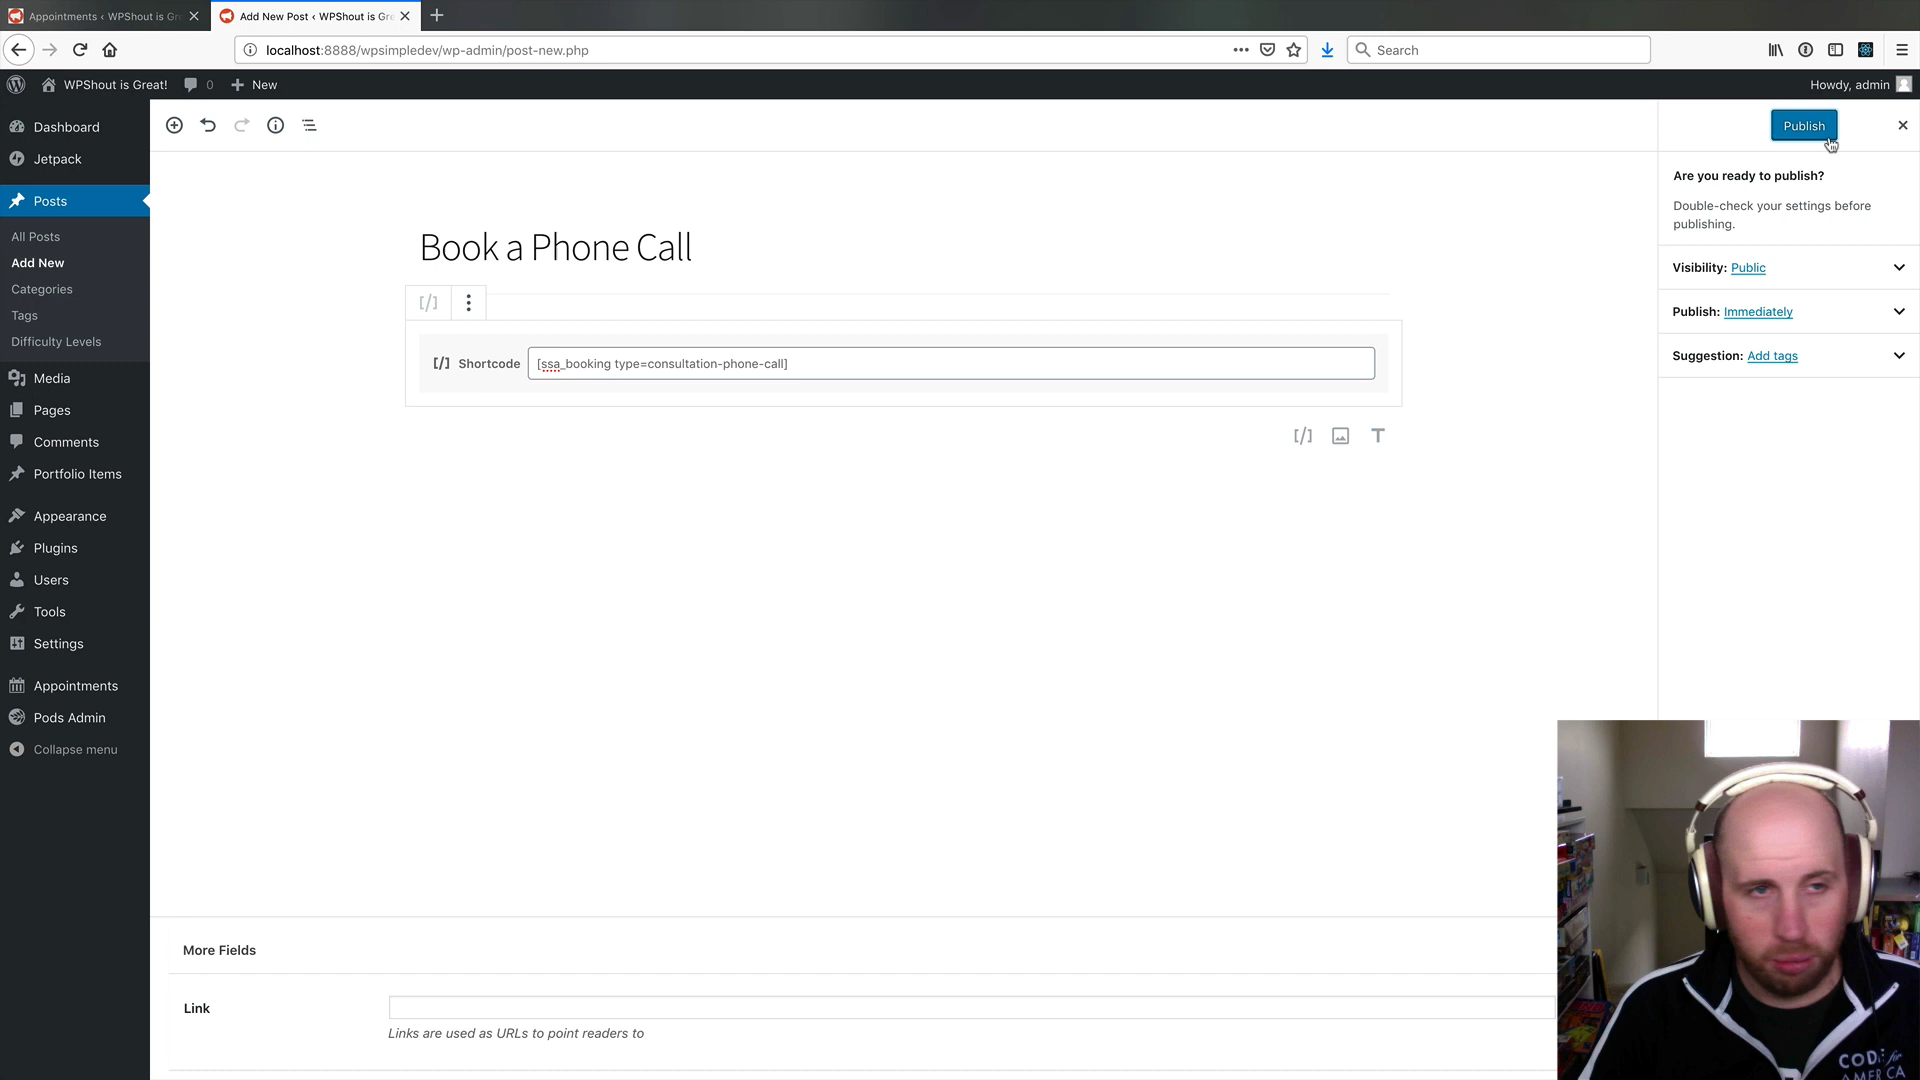 Appointments ‹ WPShout is Gr
Add New Post ‹ WPShout is Gre
localhost:8888/wpsimpledev/wp-admin/post-new.php
Search
WPShout is Great!
0
New
Howdy, admin
Dashboard
Jetpack
Posts
All Posts
Add New
Categories
Tags
Difficulty Levels
Media
Pages
Comments
Portfolio Items
Appearance
Plugins
Users
Tools
Settings
Appointments
Pods Admin
Collapse menu
Book a Phone Call
[/] Shortcode
[ssa_booking type=consultation-phone-call]
Publish
Are you ready to publish?
Double-check your settings before
publishing.
Visibility: Public
Publish: Immediately
Suggestion: Add tags
More Fields
Link
Links are used as URLs to point readers to
CODE for
AMERICA